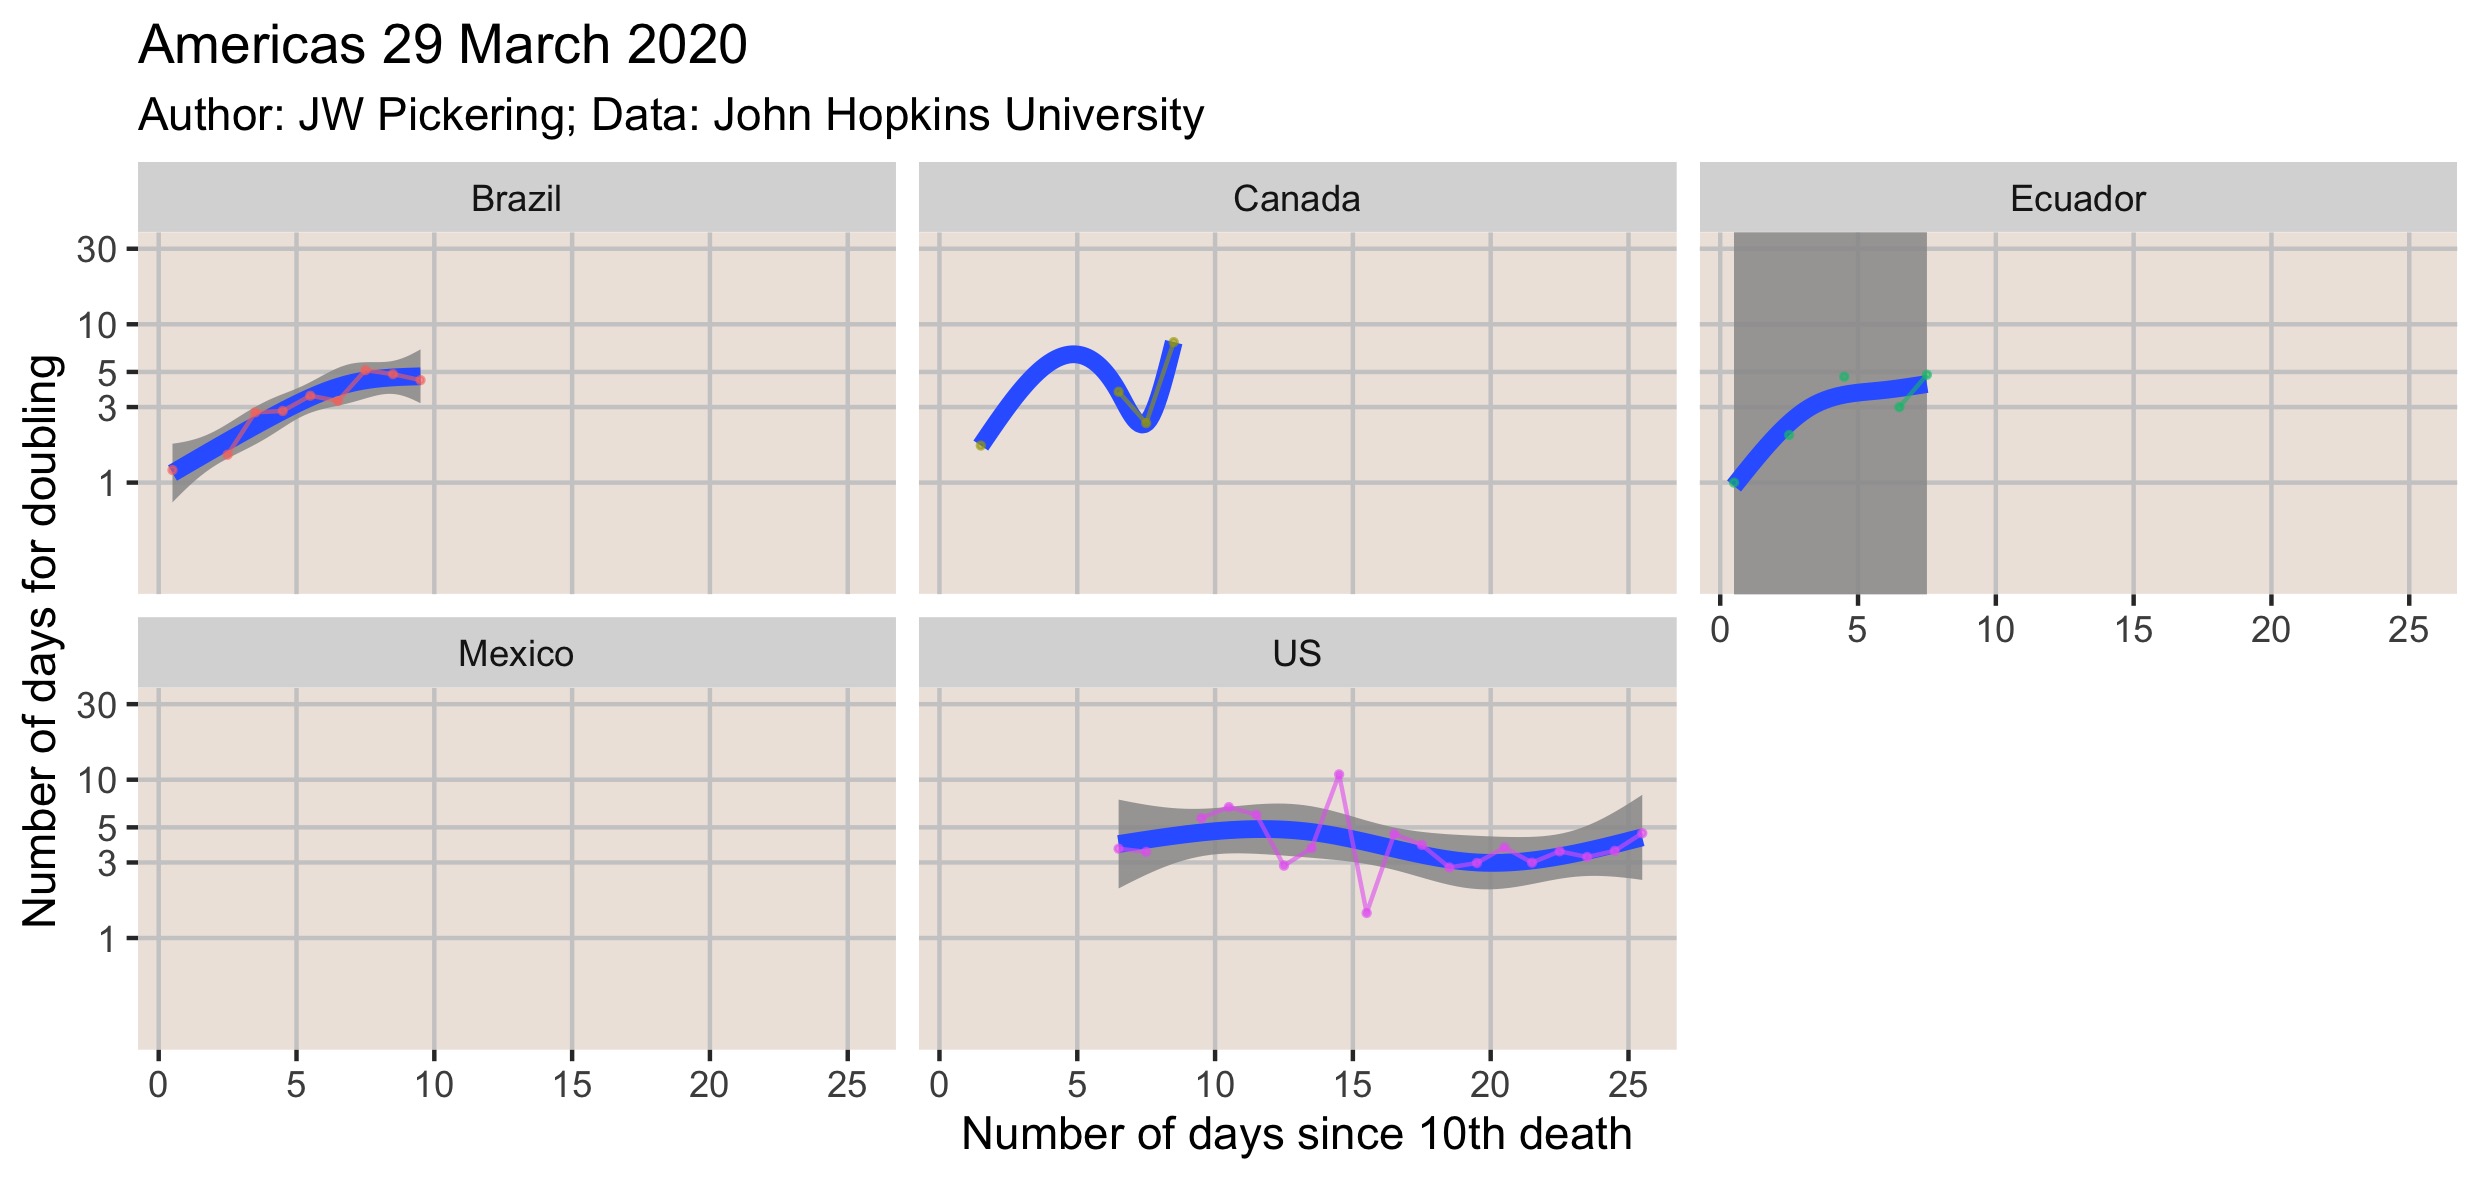 Americas 29 March 2020
Author: JW Pickering; Data: John Hopkins University
Brazil
Canada
Ecuador
30
10
5
3
1
0 5 10 15 20 25
Mexico
US
30
10
5
3
1
0 5 10 15 20 25
0 5 10 15 20 25
Number of days since 10th death
Number of days for doubling